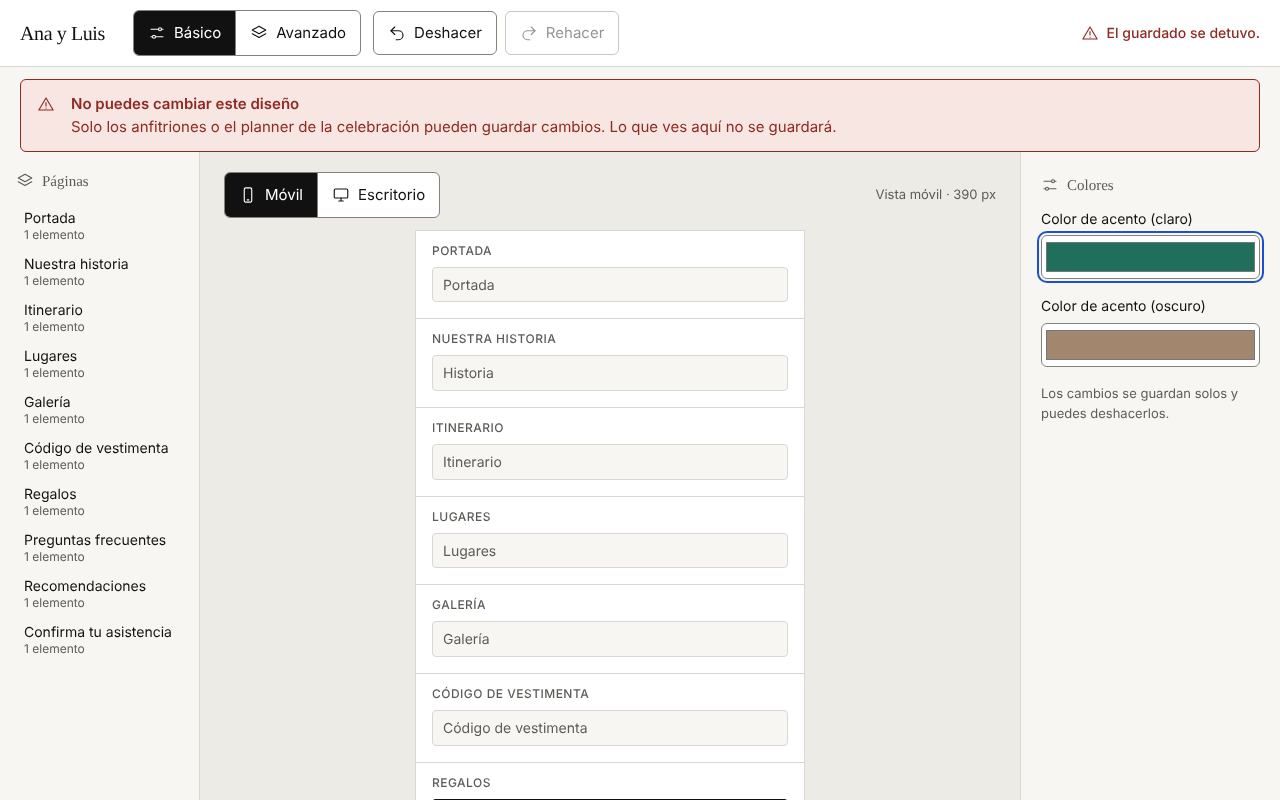 Ana y Luis
Básico
Avanzado
Deshacer
Rehacer
El guardado se detuvo.
No puedes cambiar este diseño
Solo los anfitriones o el planner de la celebración pueden guardar cambios. Lo que ves aquí no se guardará.
Páginas
Portada
1 elemento
Nuestra historia
1 elemento
Itinerario
1 elemento
Lugares
1 elemento
Galería
1 elemento
Código de vestimenta
1 elemento
Regalos
1 elemento
Preguntas frecuentes
1 elemento
Recomendaciones
1 elemento
Confirma tu asistencia
1 elemento
Móvil
Escritorio
Vista móvil · 390 px
PORTADA
Portada
NUESTRA HISTORIA
Historia
ITINERARIO
Itinerario
LUGARES
Lugares
GALERÍA
Galería
CÓDIGO DE VESTIMENTA
Código de vestimenta
REGALOS
Colores
Color de acento (claro)
Color de acento (oscuro)
Los cambios se guardan solos y
puedes deshacerlos.